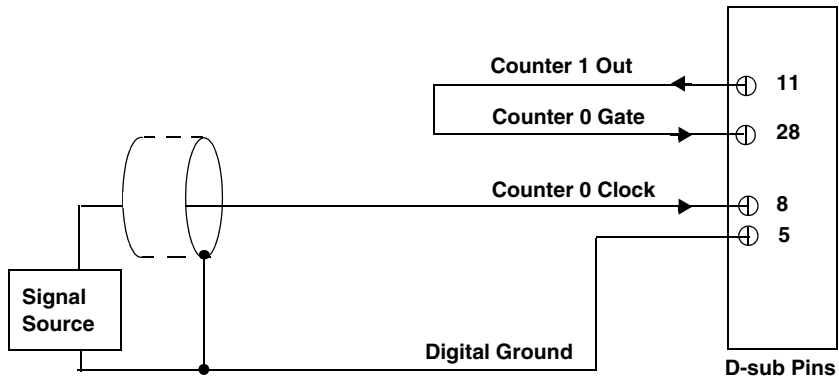 Counter 1 Out
11
Counter 0 Gate
28
Counter 0 Clock
8
5
Signal
Source
Digital Ground
D-sub Pins